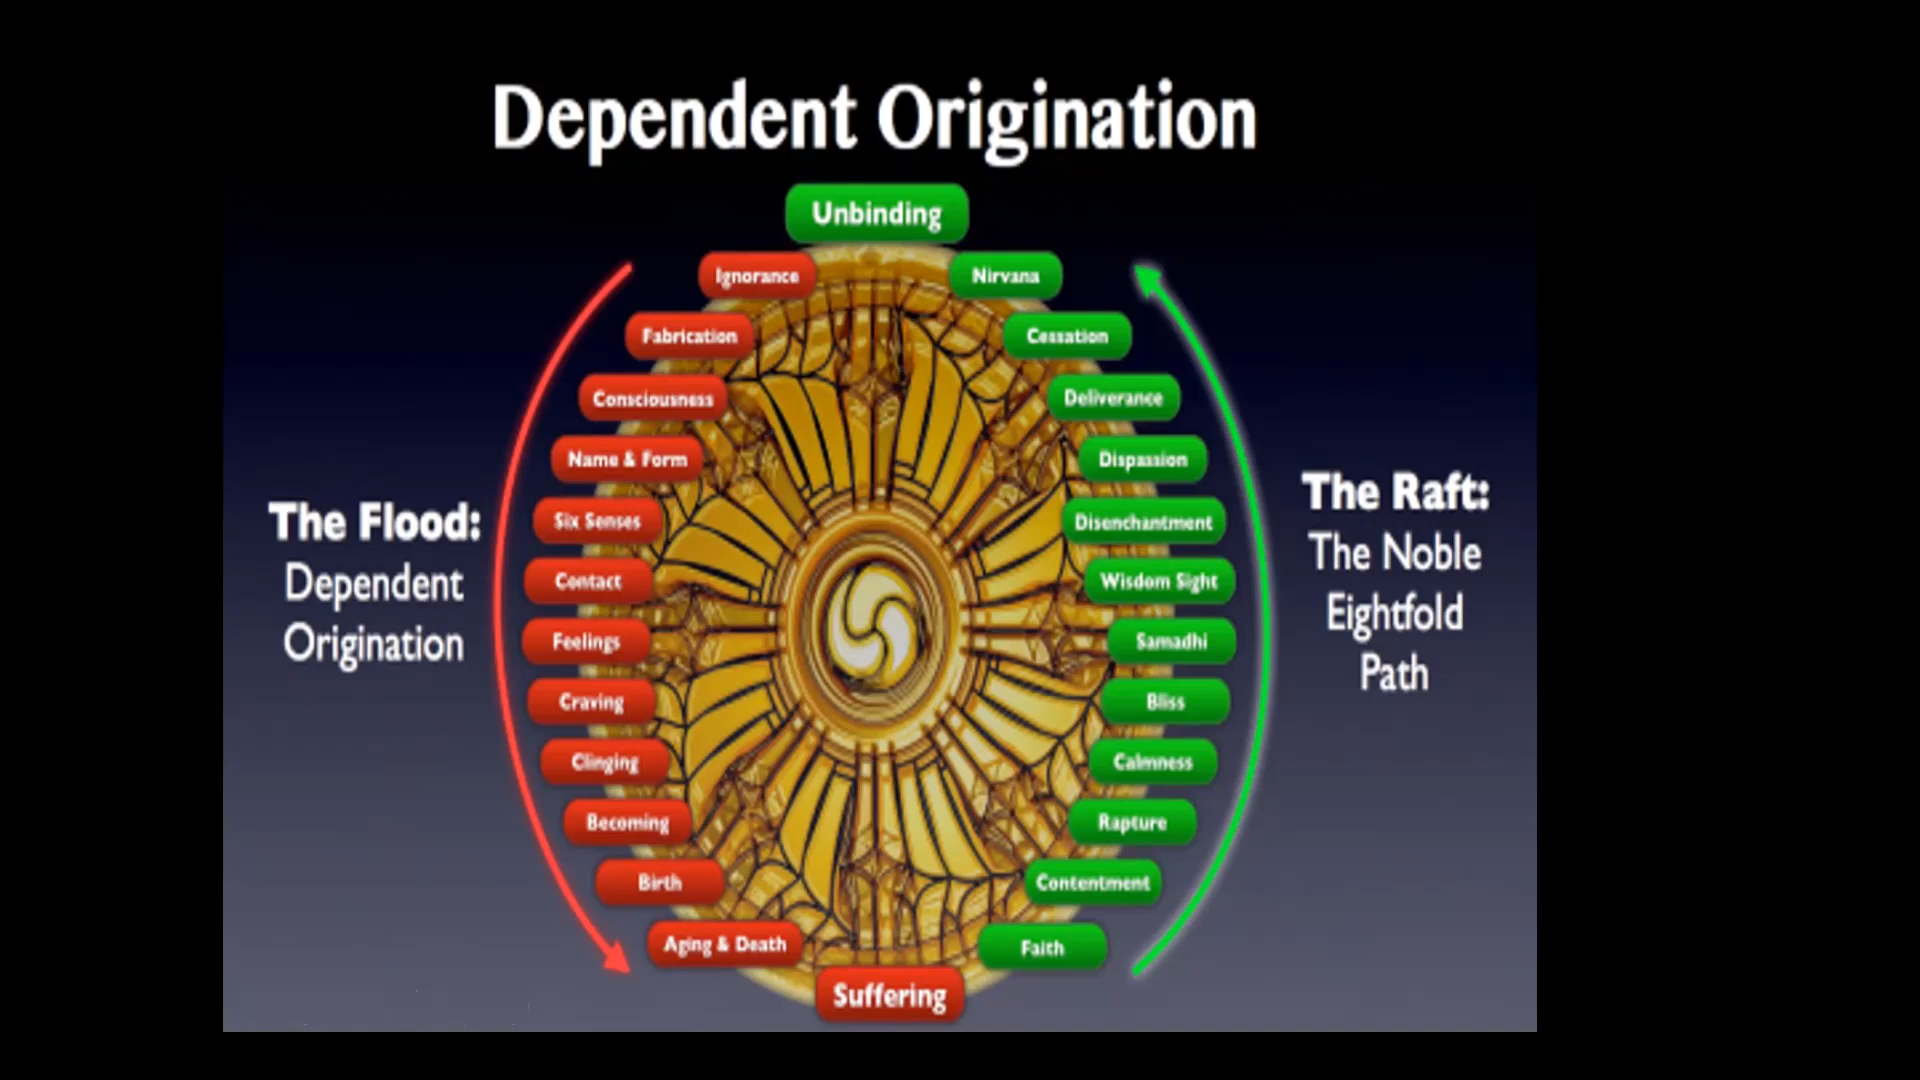 Dependent Origination
Unbinding
Ignorance
Fabrication
Consciousness
Name & Form
Six Senses
Contact
Feelings
Craving
Clinging
Becoming
Birth
Aging & Death
Suffering
Nirvana
Cessation
Deliverance
Dispassion
Disenchantment
Wisdom Sight
Samadhi
Bliss
Calmness
Rapture
Contentment
Faith
The Flood:
Dependent
Origination
The Raft:
The Noble
Eightfold
Path